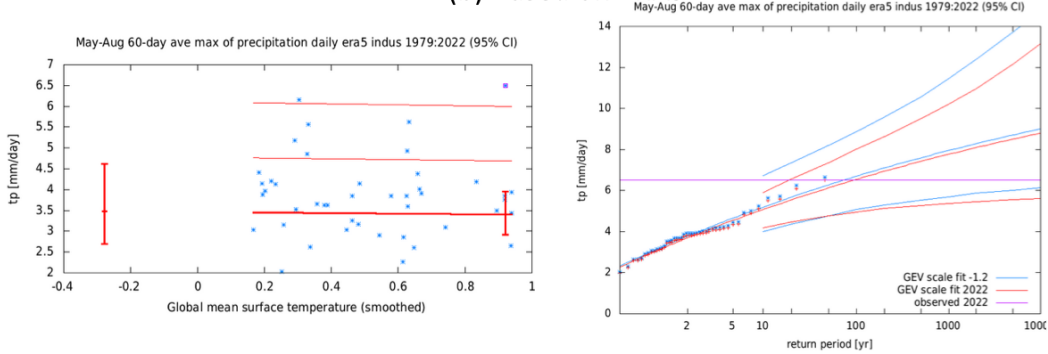 May-Aug 60-day ave max of precipitation daily era5 indus 1979:2022 (95% CI)
7
6.5
6
5.5
5
4.5
4
3.5
3
2.5
2
tp [mm/day]
-0.4 -0.2 0 0.2 0.4 0.6 0.8 1
Global mean surface temperature (smoothed)
May-Aug 60-day ave max of precipitation daily era5 indus 1979:2022 (95% CI)
14
12
10
8
6
4
2
0
tp [mm/day]
GEV scale fit -1.2
GEV scale fit 2022
observed 2022
2 5 10 100 1000 1000
return period [yr]